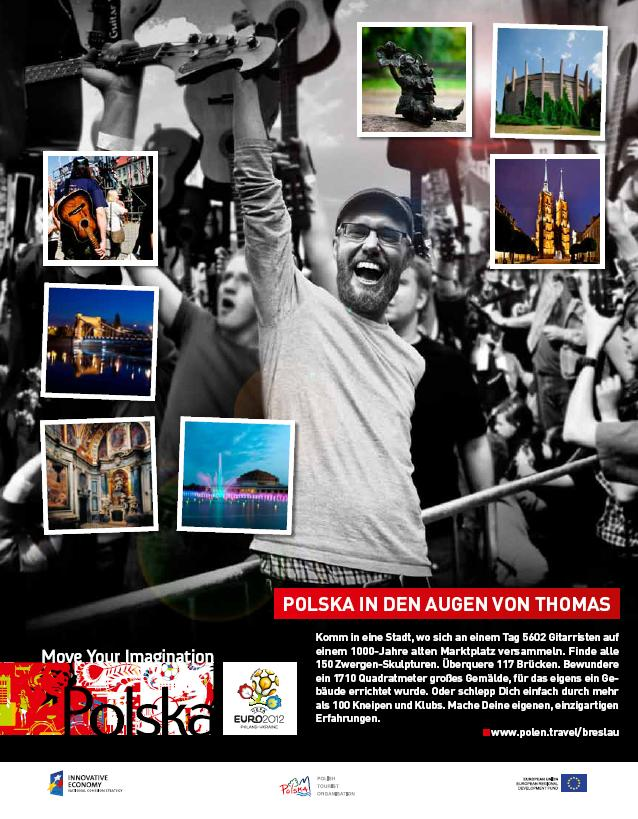 Guitar
POLSKA IN DEN AUGEN VON THOMAS
Komm in eine Stadt, wo sich an einem Tag 5602 Gitarristen auf
einem 1000-Jahre alten Marktplatz versammeln. Finde alle
150 Zwergen-Skulpturen. Überquere 117 Brücken. Bewundere
ein 1710 Quadratmeter großes Gemälde, für das eigens ein Ge-
bäude errichtet wurde. Oder schlepp Dich einfach durch mehr
als 100 Kneipen und Klubs. Mache Deine eigenen, einzigartigen
Erfahrungen.
www.polen.travel/breslau
Move Your Imagination
Polska
UEFA
EURO2012
POLAND-UKRAINE
INNOVATIVE
ECONOMY
NATIONAL COHESION STRATEGY
Polska
POLISH
TOURIST
ORGANISATION
EUROPEAN UNION
EUROPEAN REGIONAL
DEVELOPMENT FUND